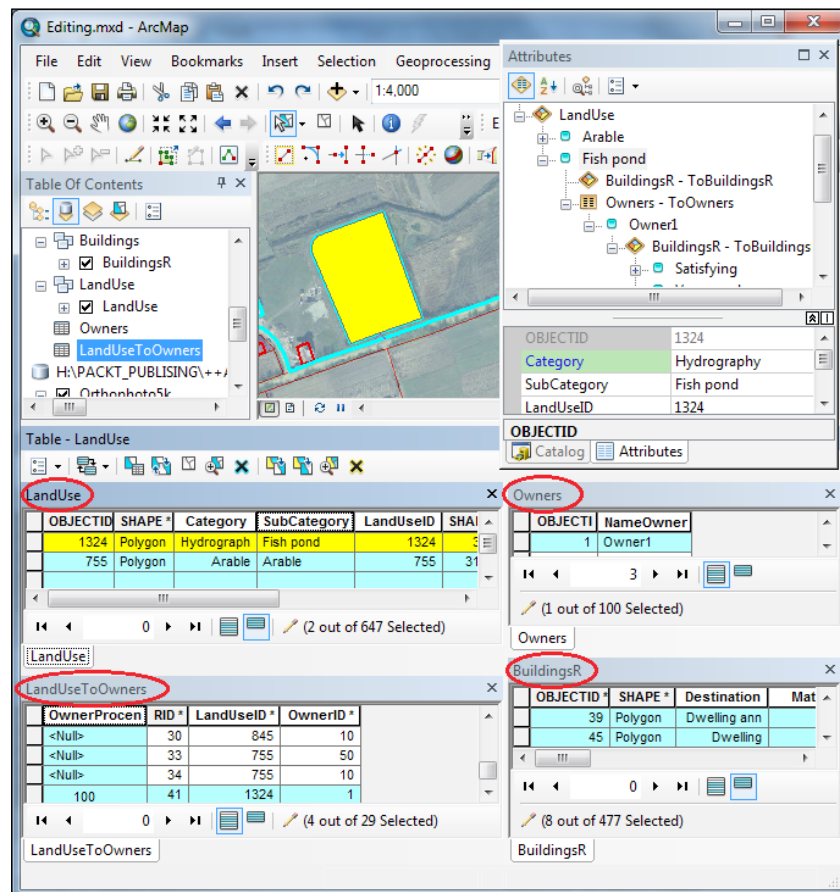 Editing.mxd - ArcMap
File Edit View Bookmarks Insert Selection Geoprocessing
1:4,000
Table Of Contents
Buildings
BuildingsR
LandUse
LandUse
Owners
LandUseToOwners
H:\PACKT_PUBLISING\++A
Orthophoto5k
Attributes
LandUse
Arable
Fish pond
BuildingsR - ToBuildingsR
Owners - ToOwners
Owner1
BuildingsR - ToBuildings
Satisfying
OBJECTID 1324
Category Hydrography
SubCategory Fish pond
LandUseID 1324
OBJECTID
Catalog Attributes
Table - LandUse
LandUse
OBJECTID SHAPE * Category SubCategory LandUseID SHAI
1324 Polygon Hydrograph Fish pond 1324 3
755 Polygon Arable Arable 755 31
0 (2 out of 647 Selected)
LandUse
Owners
OBJECTI NameOwner
1 Owner1
3
(1 out of 100 Selected)
Owners
LandUseToOwners
OwnerProcen RID * LandUseID * OwnerID *
<Null> 30 845 10
<Null> 33 755 50
<Null> 34 755 10
100 41 1324 1
0 (4 out of 29 Selected)
LandUseToOwners
BuildingsR
OBJECTID * SHAPE * Destination Mat
39 Polygon Dwelling ann
45 Polygon Dwelling
0
(8 out of 477 Selected)
BuildingsR